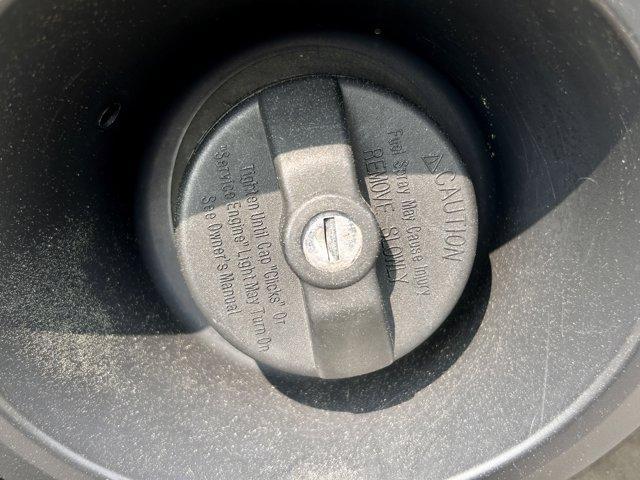 ⚠CAUTION
REMOVE SLOWLY
Fuel Spray May Cause Injury
Tighten Until Cap "Clicks" Or
"Service Engine" Light May Turn On
See Owner's Manual